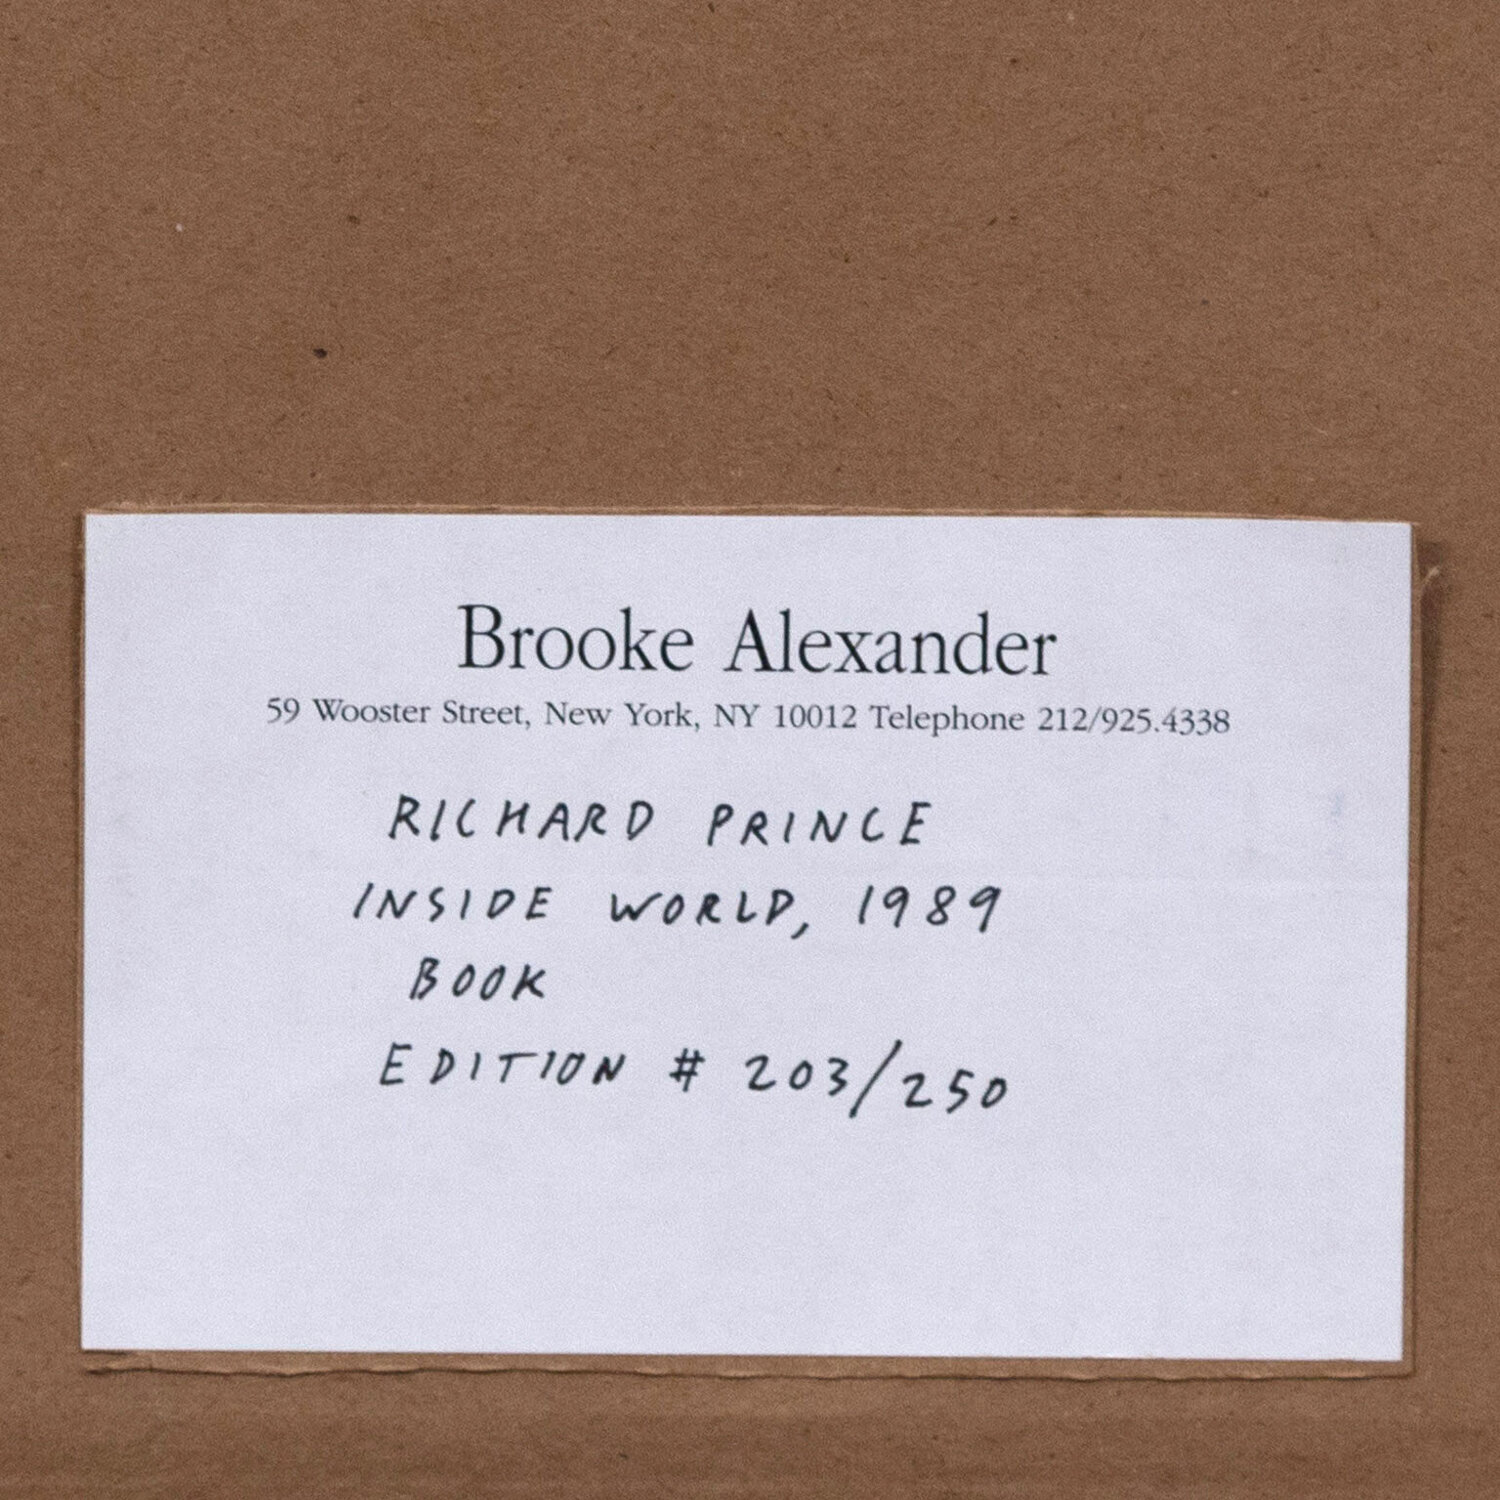 Brooke Alexander
59 Wooster Street, New York, NY 10012 Telephone 212/925.4338
RICHARD PRINCE
INSIDE WORLD, 1989
BOOK
EDITION # 203/250